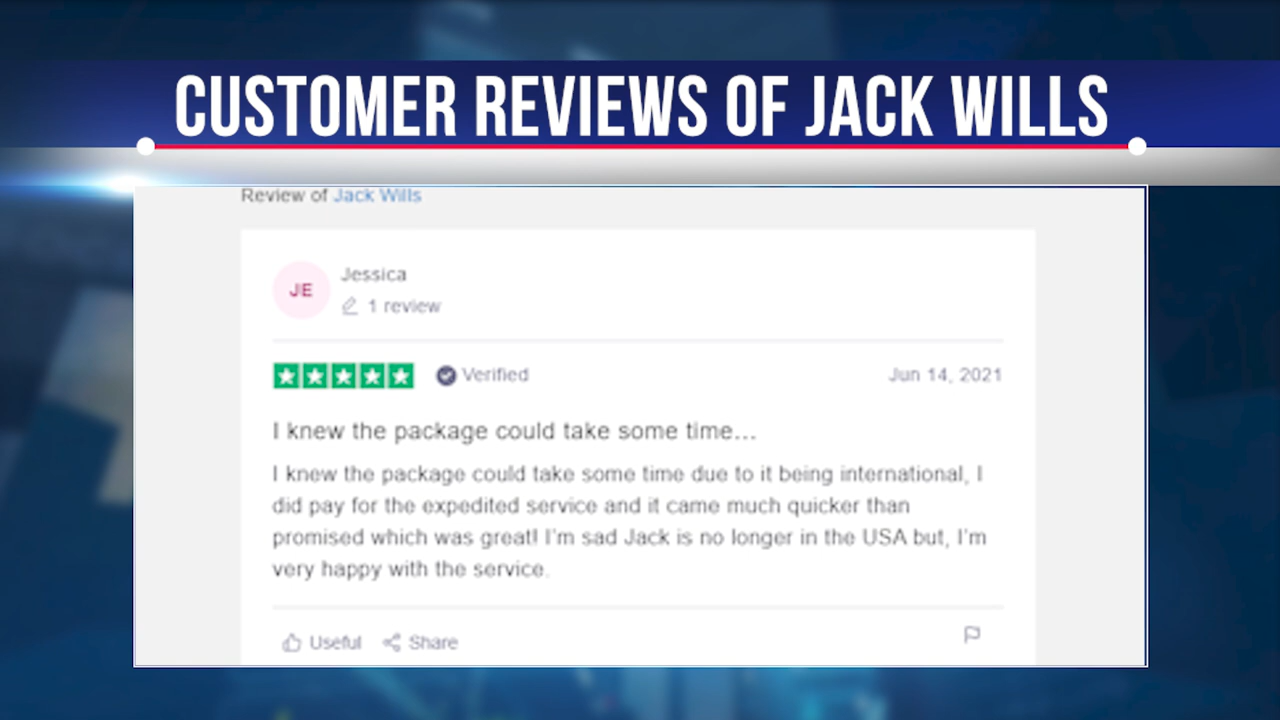 CUSTOMER REVIEWS OF JACK WILLS
Review of Jack Wills
JE
Jessica
1 review
Verified
Jun 14, 2021
I knew the package could take some time...
I knew the package could take some time due to it being international, I
did pay for the expedited service and it came much quicker than
promised which was great! I'm sad Jack is no longer in the USA but, I'm
very happy with the service.
Useful
Share